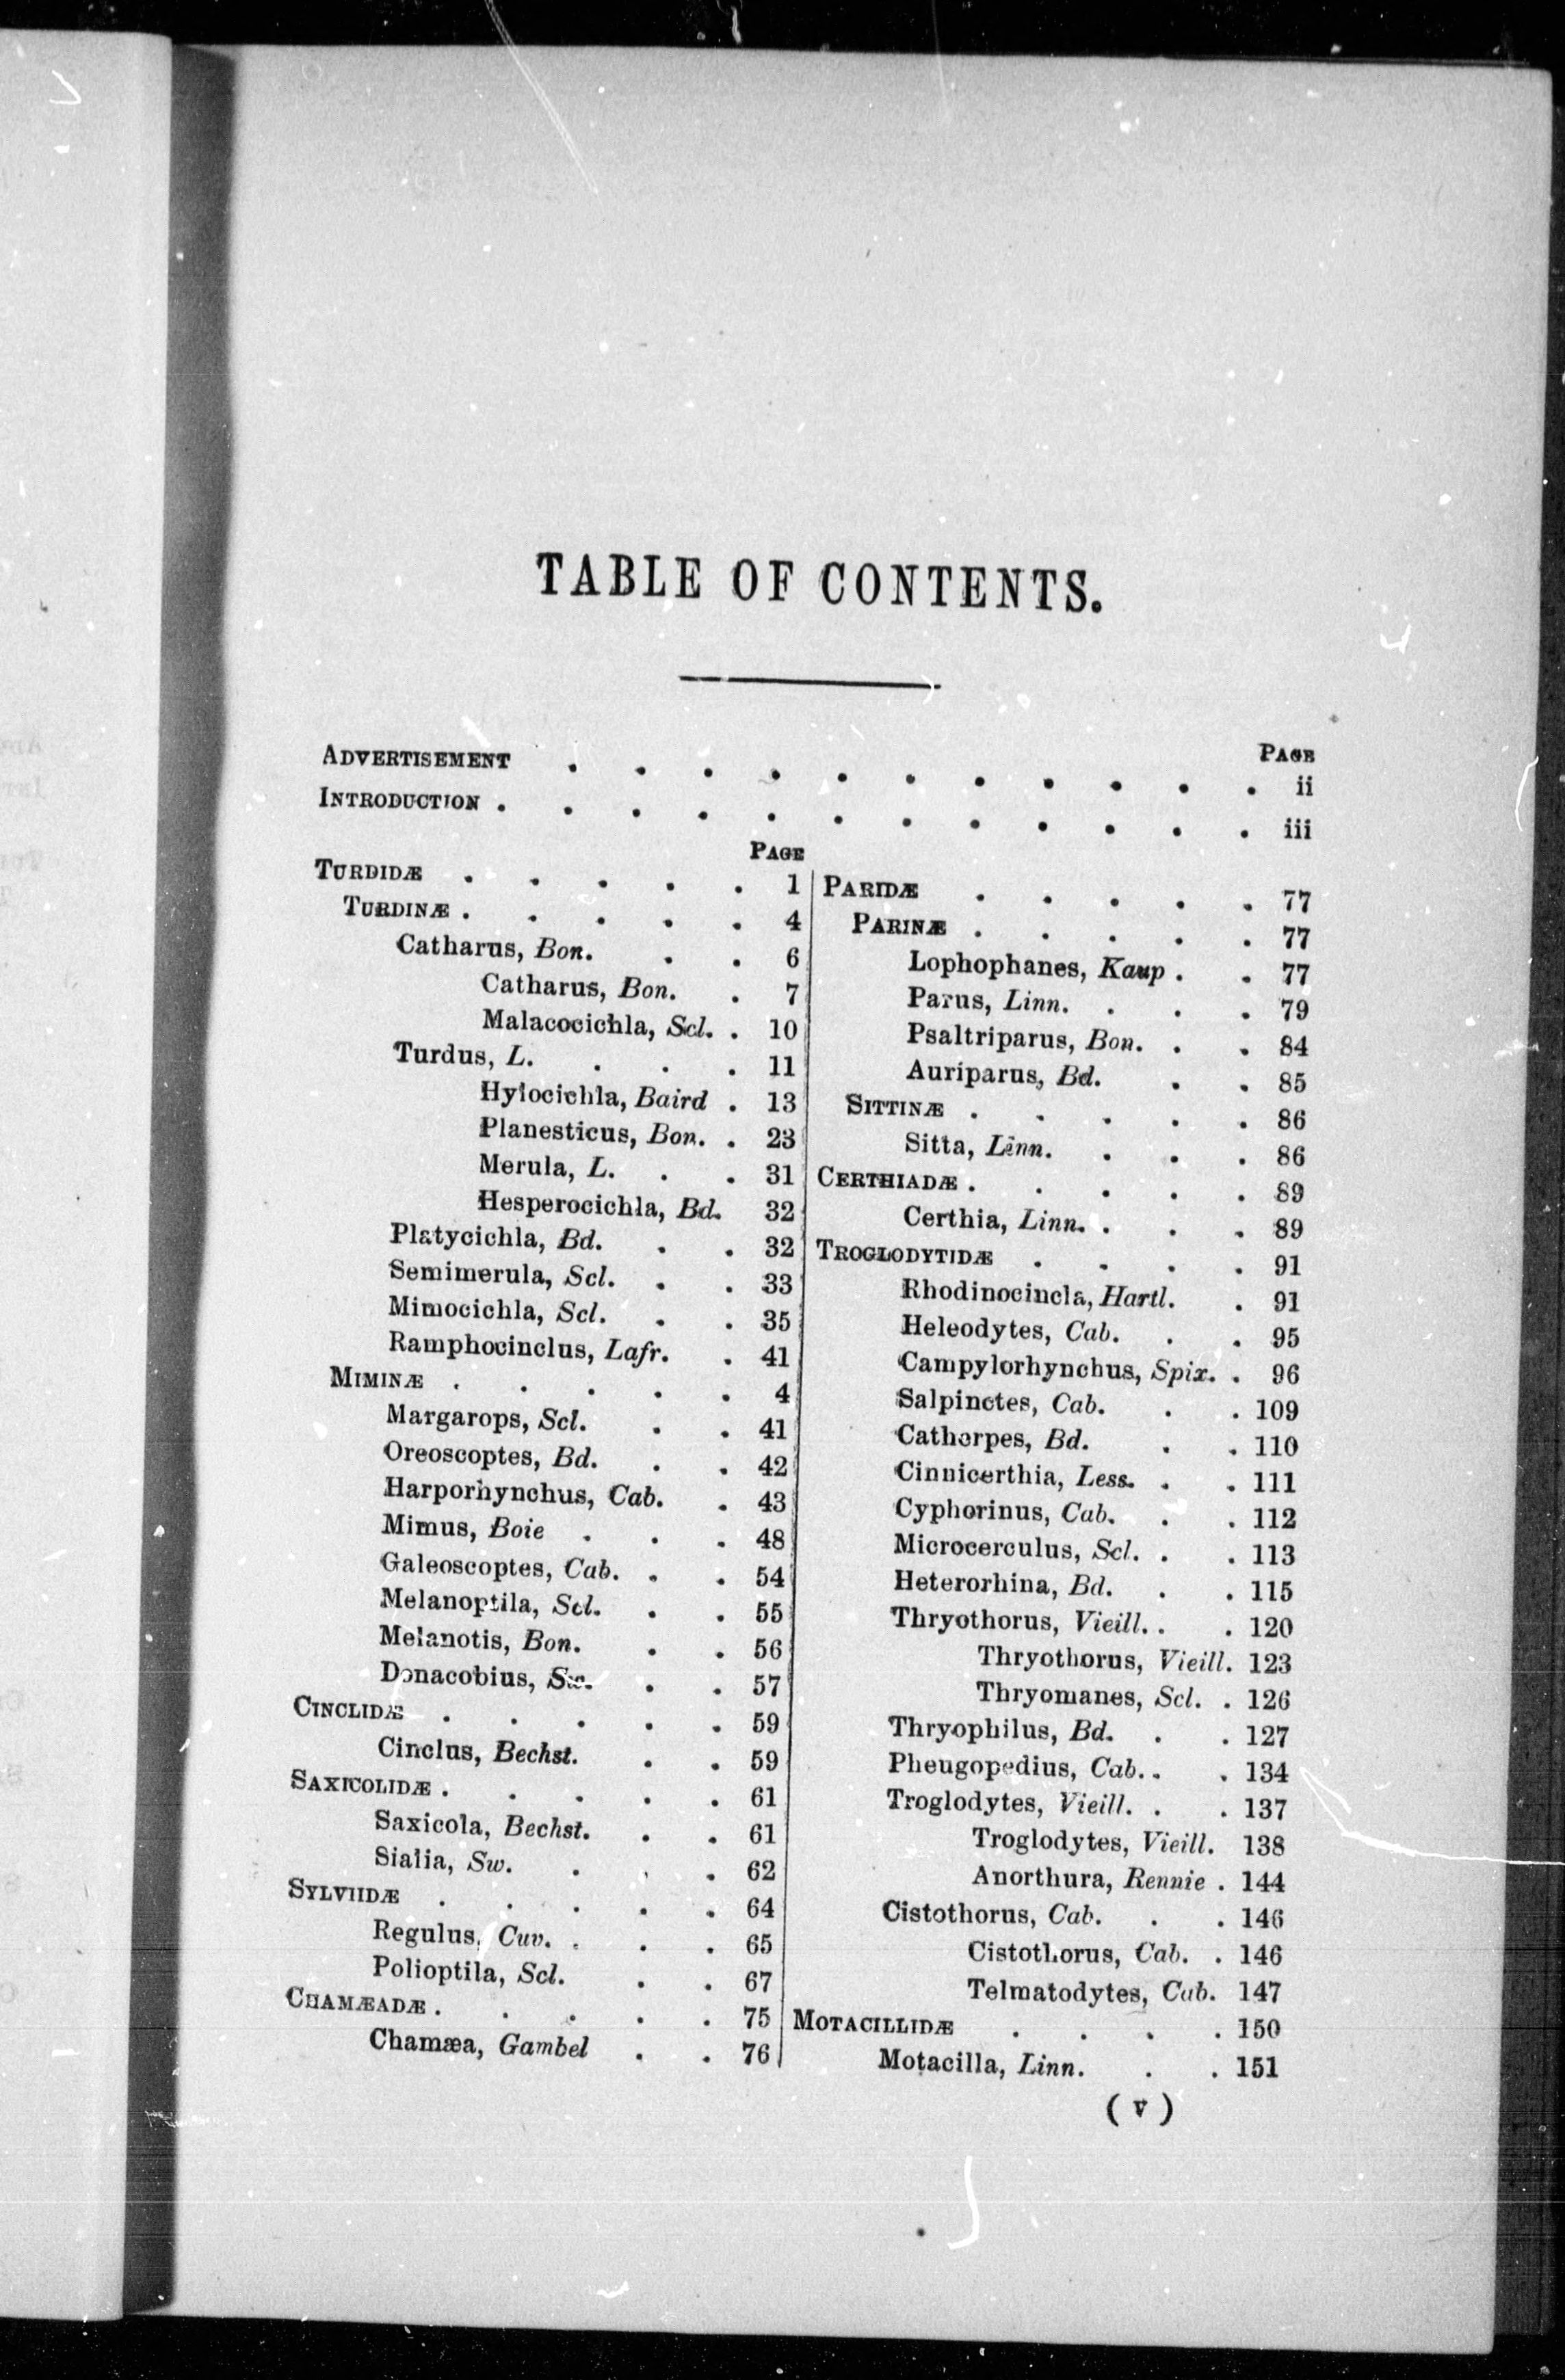 TABLE OF CONTENTS.
PAGE
ADVERTISEMENT . . . . . . . . . . . ii
INTRODUCTION . . . . . . . . . . . . iii
PAGE
TURDIDÆ . . . . . 1
TURDINÆ . . . . . 4
Catharus, Bon. . . 6
Catharus, Bon. . 7
Malacocichla, Scl. . 10
Turdus, L. . . . 11
Hylocichla, Baird . 13
Planesticus, Bon. . 23
Merula, L. . . 31
Hesperocichla, Bd. 32
Platycichla, Bd. . . 32
Semimerula, Scl. . . 33
Mimocichla, Scl. . . 35
Ramphocinclus, Lafr. . 41
MIMINÆ . . . . . 4
Margarops, Scl. . . 41
Oreoscoptes, Bd. . . 42
Harporhynchus, Cab. . 43
Mimus, Boie . . . 48
Galeoscoptes, Cab. . . 54
Melanoptila, Scl. . . 55
Melanotis, Bon. . . 56
Donacobius, Sw. . . 57
CINCLIDÆ . . . . . 59
Cinclus, Bechst. . . 59
SAXICOLIDÆ . . . . . 61
Saxicola, Bechst. . . 61
Sialia, Sw. . . . 62
SYLVIIDÆ . . . . . 64
Regulus, Cuv. . . . 65
Polioptila, Scl. . . 67
CHAMÆADÆ . . . . . 75
Chamæa, Gambel . . 76
PARIDÆ . . . . . 77
PARINÆ . . . . . 77
Lophophanes, Kaup . . 77
Parus, Linn. . . . 79
Psaltriparus, Bon. . . 84
Auriparus, Bd. . . 85
SITTINÆ . . . . . 86
Sitta, Linn. . . . 86
CERTHIADÆ . . . . . 89
Certhia, Linn. . . . 89
TROGLODYTIDÆ . . . . 91
Rhodinocincla, Hartl. . 91
Heleodytes, Cab. . . 95
Campylorhynchus, Spix. . 96
Salpinctes, Cab. . . 109
Catherpes, Bd. . . 110
Cinnicerthia, Less. . . 111
Cyphorinus, Cab. . . 112
Microcerculus, Scl. . . 113
Heterorhina, Bd. . . 115
Thryothorus, Vieill. . . 120
Thryothorus, Vieill. 123
Thryomanes, Scl. . 126
Thryophilus, Bd. . . 127
Pheugopedius, Cab. . . 134
Troglodytes, Vieill. . . 137
Troglodytes, Vieill. 138
Anorthura, Rennie . 144
Cistothorus, Cab. . . 146
Cistothorus, Cab. . 146
Telmatodytes, Cab. 147
MOTACILLIDÆ . . . . 150
Motacilla, Linn. . . 151
( v )